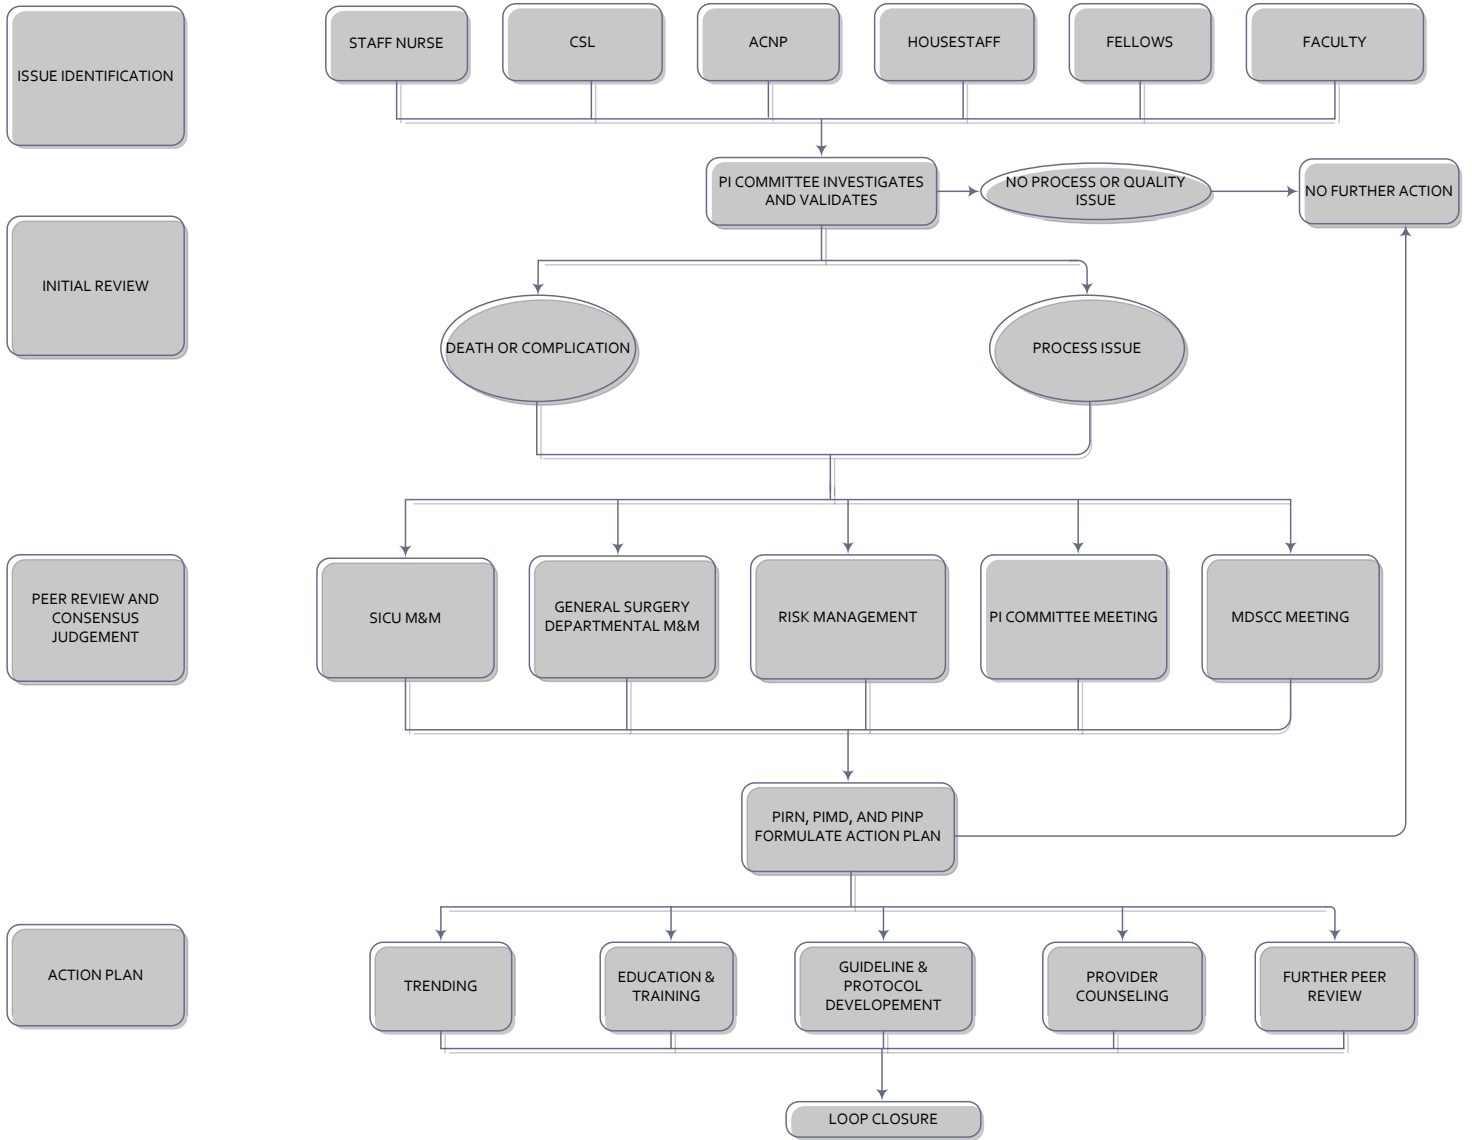 ISSUE IDENTIFICATION
STAFF NURSE
CSL
ACNP
HOUSESTAFF
FELLOWS
FACULTY
PI COMMITTEE INVESTIGATES
AND VALIDATES
NO PROCESS OR QUALITY
ISSUE
NO FURTHER ACTION
INITIAL REVIEW
DEATH OR COMPLICATION
PROCESS ISSUE
PEER REVIEW AND
CONSENSUS
JUDGEMENT
SICU M&M
GENERAL SURGERY
DEPARTMENTAL M&M
RISK MANAGEMENT
PI COMMITTEE MEETING
MDSCC MEETING
PIRN, PIMD, AND PINP
FORMULATE ACTION PLAN
ACTION PLAN
TRENDING
EDUCATION &
TRAINING
GUIDELINE &
PROTOCOL
DEVELOPEMENT
PROVIDER
COUNSELING
FURTHER PEER
REVIEW
LOOP CLOSURE